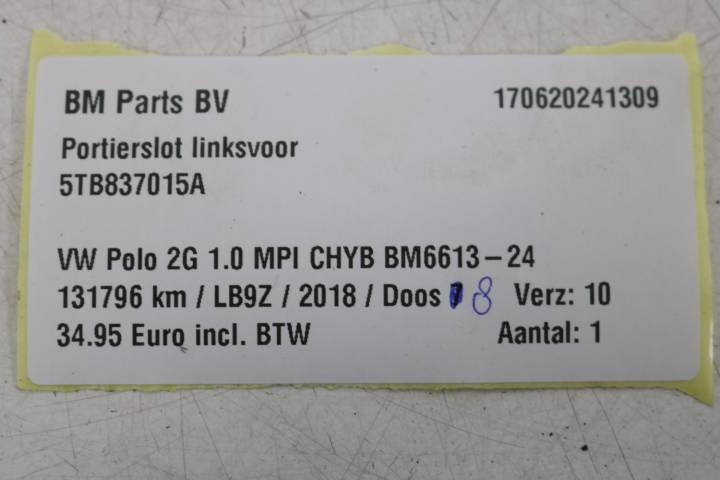 BM Parts BV 170620241309
Portierslot linksvoor
5TB837015A
VW Polo 2G 1.0 MPI CHYB BM6613-24
131796 km / LB9Z / 2018 / Doos 8 Verz: 10
34.95 Euro incl. BTW Aantal: 1